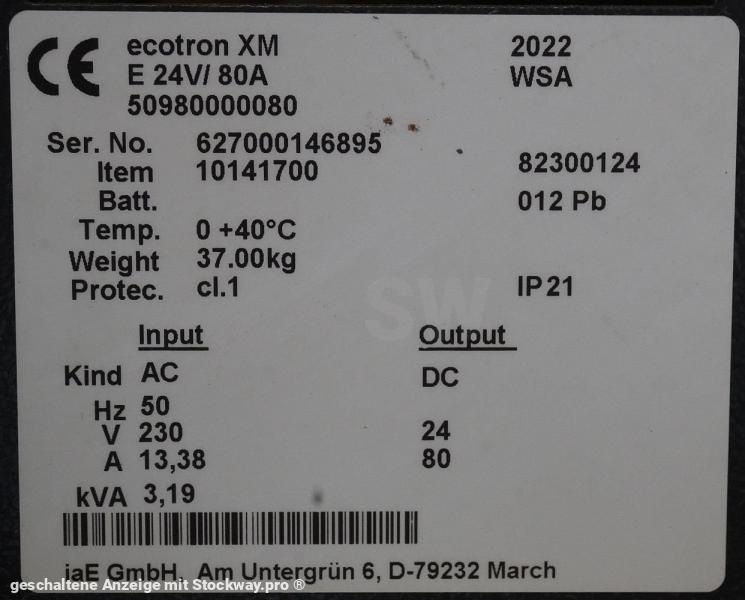 CE ecotron XM 2022
E 24V/ 80A WSA
50980000080
Ser. No. 627000146895
Item 10141700 82300124
Batt. 012 Pb
Temp. 0 +40°C
Weight 37.00kg
Protec. cl.1 IP21
SW
Input Output
Kind AC DC
Hz 50
V 230 24
A 13,38 80
kVA 3,19
jaE GmbH, Am Untergrün 6, D-79232 March
geschaltene Anzeige mit Stockway.pro ®